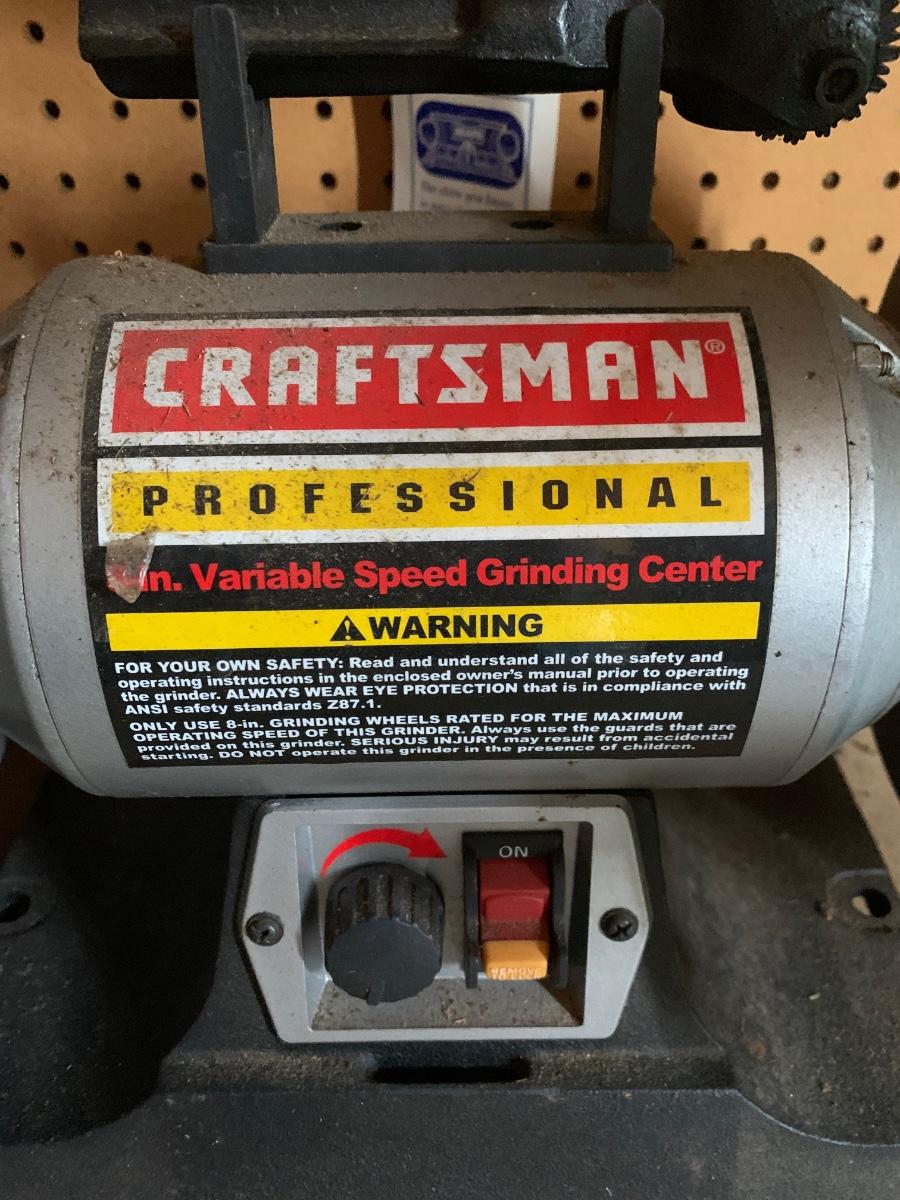 CRAFTSMAN®
PROFESSIONAL
in. Variable Speed Grinding Center
⚠WARNING
FOR YOUR OWN SAFETY: Read and understand all of the safety and
operating instructions in the enclosed owner's manual prior to operating
the grinder. ALWAYS WEAR EYE PROTECTION that is in compliance with
ANSI safety standards Z87.1.
ONLY USE 8-in. GRINDING WHEELS RATED FOR THE MAXIMUM
OPERATING SPEED OF THIS GRINDER. Always use the guards that are
provided on this grinder. SERIOUS INJURY may result from accidental
starting. DO NOT operate this grinder in the presence of children.
ON
REMOVE
TO LOCK